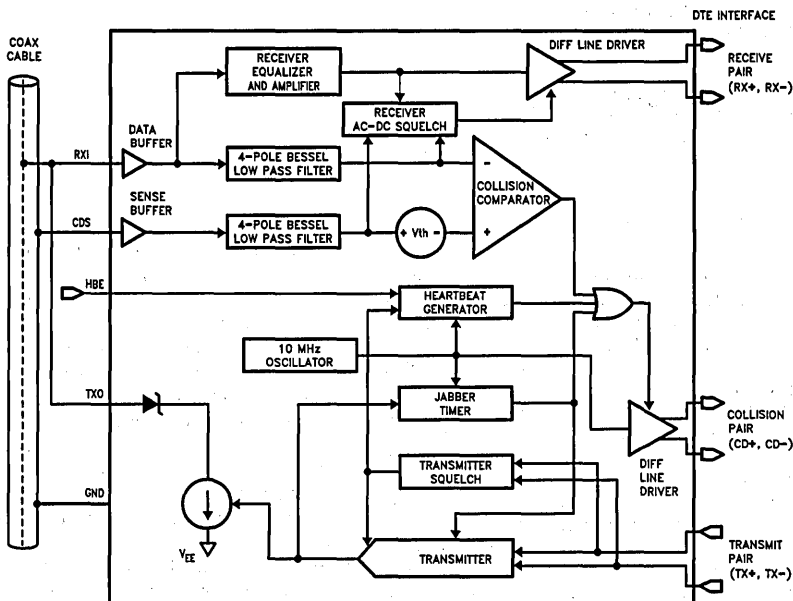 DTE INTERFACE
COAX
CABLE
RECEIVER
EQUALIZER
AND AMPLIFIER
DIFF LINE DRIVER
RECEIVE
PAIR
(RX+, RX-)
RECEIVER
AC-DC SQUELCH
DATA
BUFFER
RXI
4-POLE BESSEL
LOW PASS FILTER
-
COLLISION
COMPARATOR
+
SENSE
BUFFER
CDS
4-POLE BESSEL
LOW PASS FILTER
+ Vth -
HBE
HEARTBEAT
GENERATOR
10 MHz
OSCILLATOR
TXO
JABBER
TIMER
COLLISION
PAIR
(CD+, CD-)
DIFF
LINE
DRIVER
TRANSMITTER
SQUELCH
GND
VEE
TRANSMITTER
TRANSMIT
PAIR
(TX+, TX-)